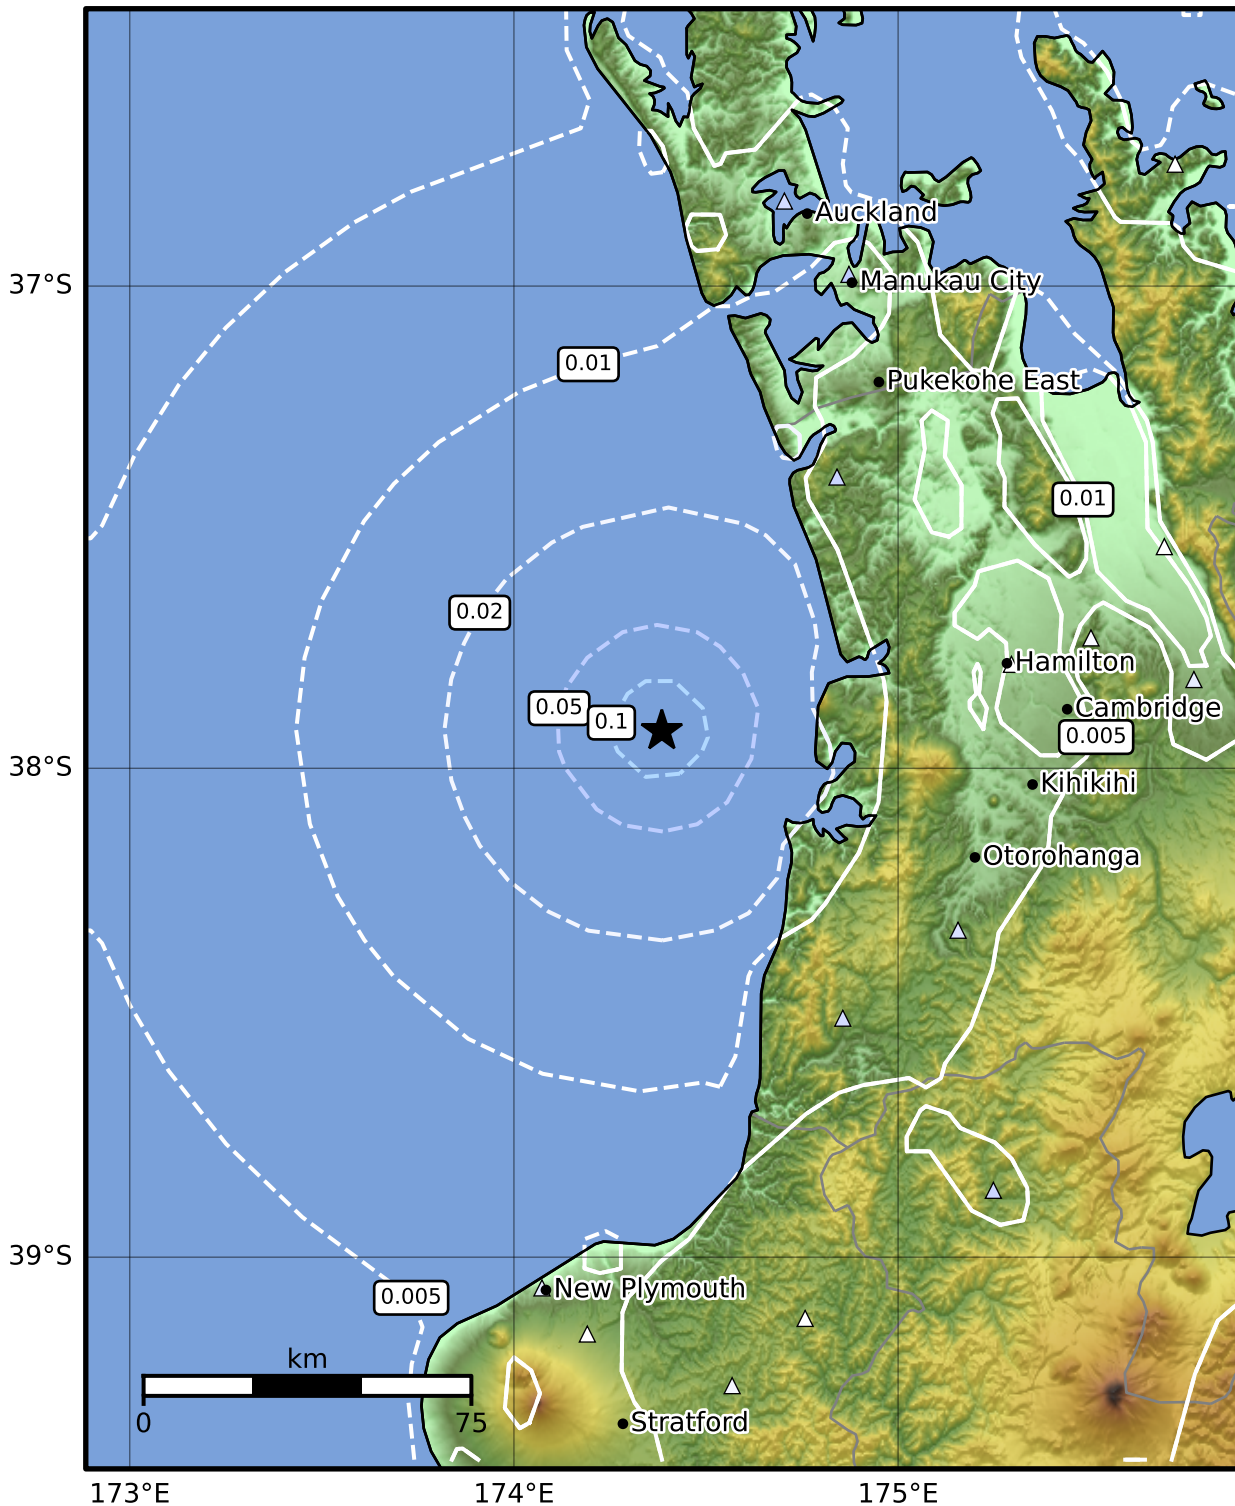 Auckland
37°S
Manukau City
0.01
Pukekohe East
0.01
0.02
Hamilton
0.05
0.1
Cambridge
0.005
38°S
Kihikihi
Otorohanga
39°S
New Plymouth
0.005
km
0
75
Stratford
173°E
174°E
175°E